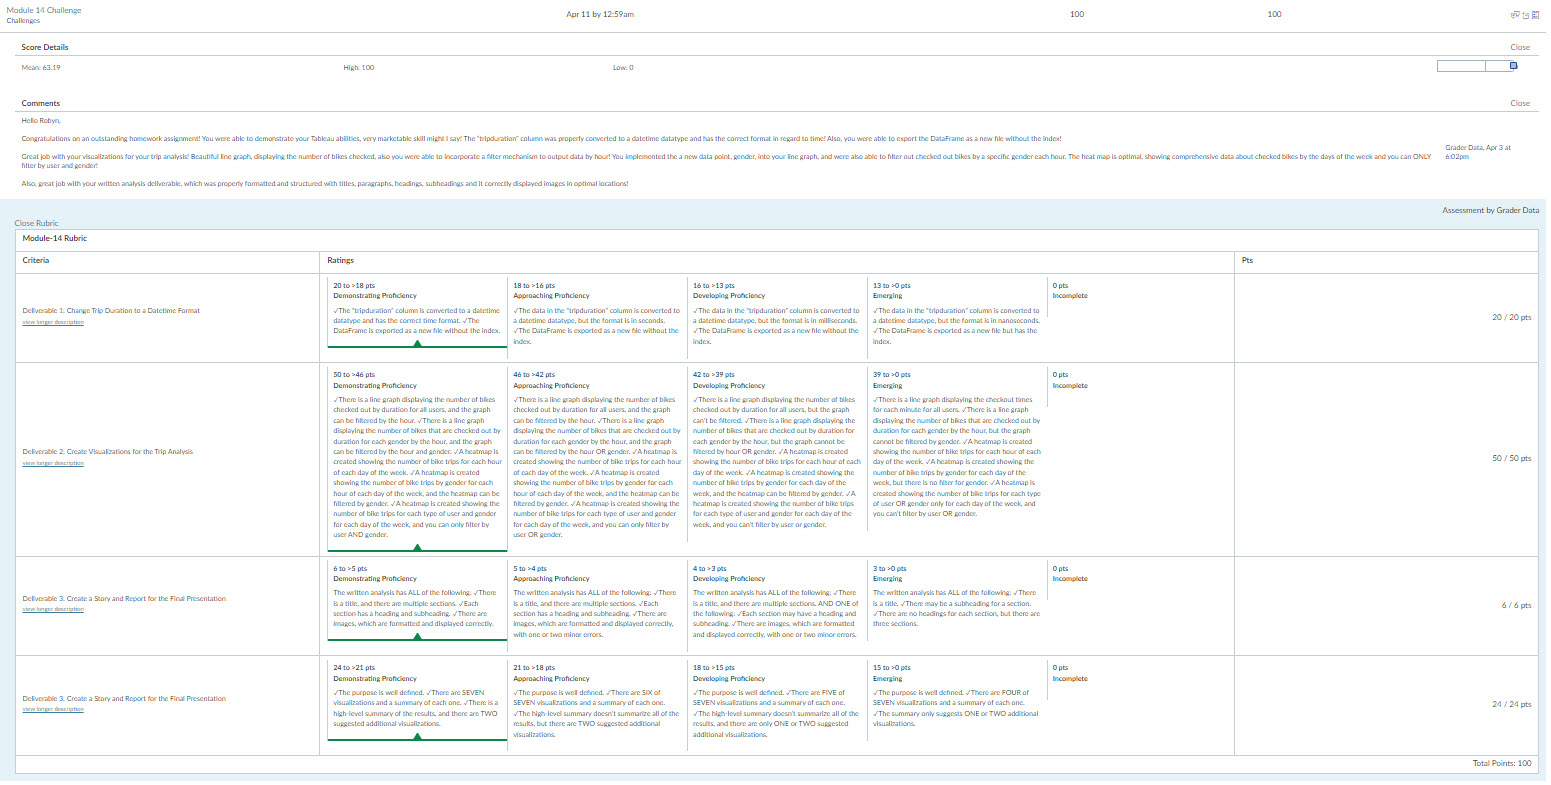 Module 14 Challenge
Challenges
Apr 11 by 12:59am
100
100
Score Details
Close
Mean: 63.19
High: 100
Low: 0
Comments
Close
Hello Robyn,
Congratulations on an outstanding homework assignment! You were able to demonstrate your Tableau abilities, very marketable skill might I say! The "tripduration" column was properly converted to a datetime datatype and has the correct format in regard to time! Also, you were able to export the DataFrame as a new file without the index!
Great job with your visualizations for your trip analysis! Beautiful line graph, displaying the number of bikes checked, also you were able to incorporate a filter mechanism to output data by hour! You implemented the a new data point, gender, into your line graph, and were also able to filter out checked out bikes by a specific gender each hour. The heat map is optimal, showing comprehensive data about checked bikes by the days of the week and you can ONLY
filter by user and gender!
Also, great job with your written analysis deliverable, which was properly formatted and structured with titles, paragraphs, headings, subheadings and it correctly displayed images in optimal locations!
Grader Data, Apr 3 at
6:02pm
Assessment by Grader Data
Close Rubric
Module-14 Rubric
Criteria
Ratings
Pts
Deliverable 1: Change Trip Duration to a Datetime Format
view longer description
20 to >18 pts
Demonstrating Proficiency
✓The "tripduration" column is converted to a datetime
datatype and has the correct time format. ✓The
DataFrame is exported as a new file without the index.
18 to >16 pts
Approaching Proficiency
✓The data in the "tripduration" column is converted to
a datetime datatype, but the format is in seconds.
✓The DataFrame is exported as a new file without the
index.
16 to >13 pts
Developing Proficiency
✓The data in the "tripduration" column is converted to
a datetime datatype, but the format is in milliseconds.
✓The DataFrame is exported as a new file without the
index.
13 to >0 pts
Emerging
✓The data in the "tripduration" column is converted to
a datetime datatype, but the format is in nanoseconds.
✓The DataFrame is exported as a new file but has the
index.
0 pts
Incomplete
20 / 20 pts
Deliverable 2: Create Visualizations for the Trip Analysis
view longer description
50 to >46 pts
Demonstrating Proficiency
✓There is a line graph displaying the number of bikes
checked out by duration for all users, and the graph
can be filtered by the hour. ✓There is a line graph
displaying the number of bikes that are checked out by
duration for each gender by the hour, and the graph
can be filtered by the hour and gender. ✓A heatmap is
created showing the number of bike trips for each hour
of each day of the week. ✓A heatmap is created
showing the number of bike trips by gender for each
hour of each day of the week, and the heatmap can be
filtered by gender. ✓A heatmap is created showing the
number of bike trips for each type of user and gender
for each day of the week, and you can only filter by
user AND gender.
46 to >42 pts
Approaching Proficiency
✓There is a line graph displaying the number of bikes
checked out by duration for all users, and the graph
can be filtered by the hour. ✓There is a line graph
displaying the number of bikes that are checked out by
duration for each gender by the hour, and the graph
can be filtered by the hour OR gender. ✓A heatmap is
created showing the number of bike trips for each hour
of each day of the week. ✓A heatmap is created
showing the number of bike trips by gender for each
hour of each day of the week, and the heatmap can be
filtered by gender. ✓A heatmap is created showing the
number of bike trips for each type of user and gender
for each day of the week, and you can only filter by
user OR gender.
42 to >39 pts
Developing Proficiency
✓There is a line graph displaying the number of bikes
checked out by duration for all users, but the graph
can't be filtered. ✓There is a line graph displaying the
number of bikes that are checked out by duration for
each gender by the hour, but the graph cannot be
filtered by hour OR gender. ✓A heatmap is created
showing the number of bike trips for each hour of each
day of the week. ✓A heatmap is created showing the
number of bike trips by gender for each day of the
week, and the heatmap can be filtered by gender. ✓A
heatmap is created showing the number of bike trips
for each type of user and gender for each day of the
week, and you can't filter by user or gender.
39 to >0 pts
Emerging
✓There is a line graph displaying the checkout times
for each minute for all users. ✓There is a line graph
displaying the number of bikes that are checked out by
duration for each gender by the hour, but the graph
cannot be filtered by gender. ✓A heatmap is created
showing the number of bike trips for each hour of each
day of the week. ✓A heatmap is created showing the
number of bike trips by gender for each day of the
week, but there is no filter for gender. ✓A heatmap is
created showing the number of bike trips for each type
of user OR gender only for each day of the week, and
you can't filter by user OR gender.
0 pts
Incomplete
50 / 50 pts
Deliverable 3: Create a Story and Report for the Final Presentation
view longer description
6 to >5 pts
Demonstrating Proficiency
The written analysis has ALL of the following: ✓There
is a title, and there are multiple sections. ✓Each
section has a heading and subheading. ✓There are
images, which are formatted and displayed correctly.
5 to >4 pts
Approaching Proficiency
The written analysis has ALL of the following: ✓There
is a title, and there are multiple sections. ✓Each
section has a heading and subheading. ✓There are
images, which are formatted and displayed correctly,
with one or two minor errors.
4 to >3 pts
Developing Proficiency
The written analysis has ALL of the following: ✓There
is a title, and there are multiple sections. AND ONE of
the following: ✓Each section may have a heading and
subheading. ✓There are images, which are formatted
and displayed correctly, with one or two minor errors.
3 to >0 pts
Emerging
The written analysis has ALL of the following: ✓There
is a title. ✓There may be a subheading for a section.
✓There are no headings for each section, but there are
three sections.
0 pts
Incomplete
6 / 6 pts
Deliverable 3: Create a Story and Report for the Final Presentation
view longer description
24 to >21 pts
Demonstrating Proficiency
✓The purpose is well defined. ✓There are SEVEN
visualizations and a summary of each one. ✓There is a
high-level summary of the results, and there are TWO
suggested additional visualizations.
21 to >18 pts
Approaching Proficiency
✓The purpose is well defined. ✓There are SIX of
SEVEN visualizations and a summary of each one.
✓The high-level summary doesn't summarize all of the
results, but there are TWO suggested additional
visualizations.
18 to >15 pts
Developing Proficiency
✓The purpose is well defined. ✓There are FIVE of
SEVEN visualizations and a summary of each one.
✓The high-level summary doesn't summarize all of the
results, and there are only ONE or TWO suggested
additional visualizations.
15 to >0 pts
Emerging
✓The purpose is well defined. ✓There are FOUR of
SEVEN visualizations and a summary of each one.
✓The summary only suggests ONE or TWO additional
visualizations.
0 pts
Incomplete
24 / 24 pts
Total Points: 100